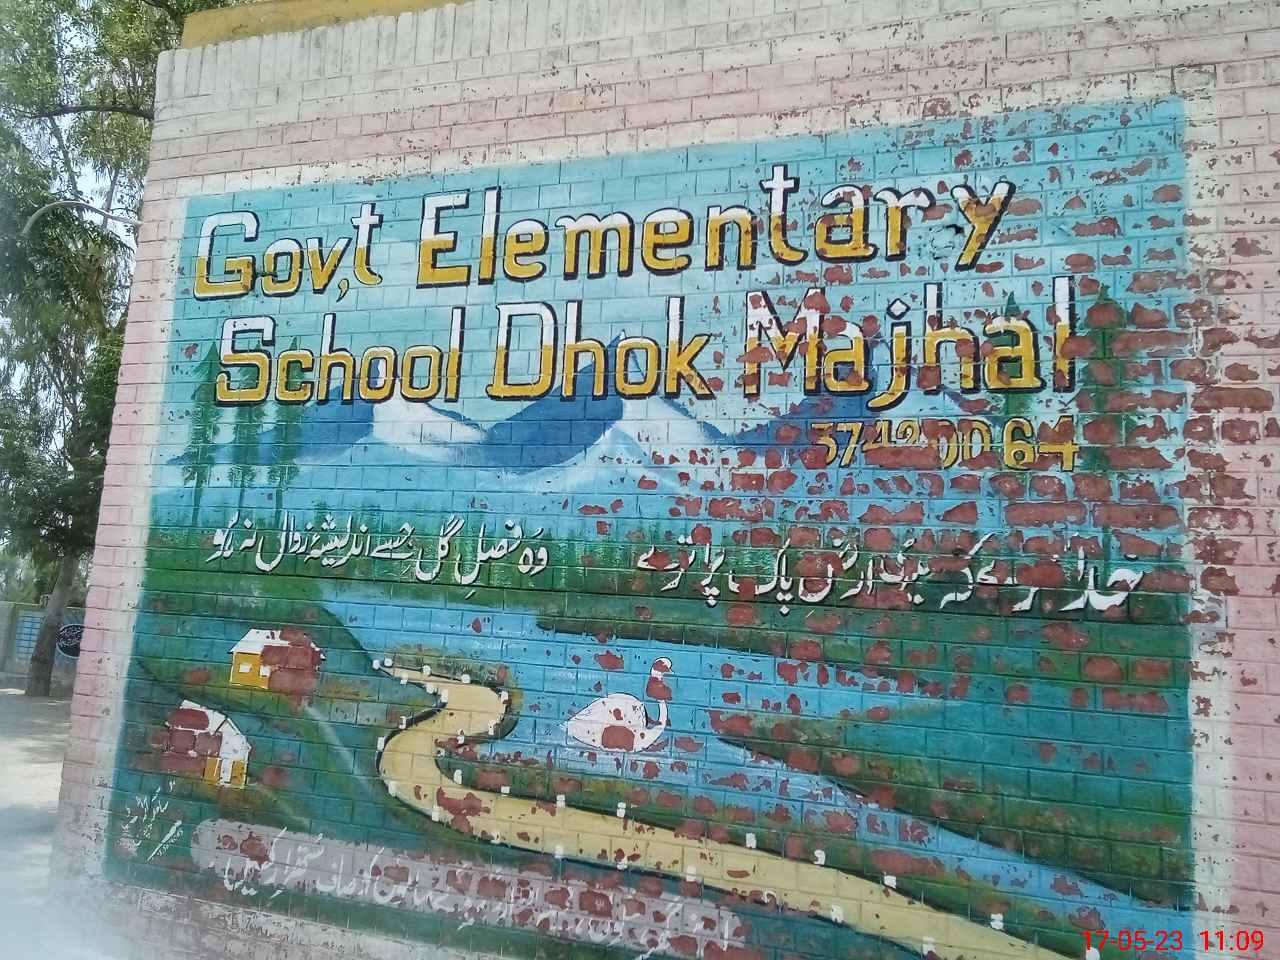 Gov,t Elementary
School Dhok Majhal
37420064
خدا کرے کہ میری ارضِ پاک پر اترے
وہ فصلِ گل جسے اندیشۂ زوال نہ ہو
17-05-23 11:09